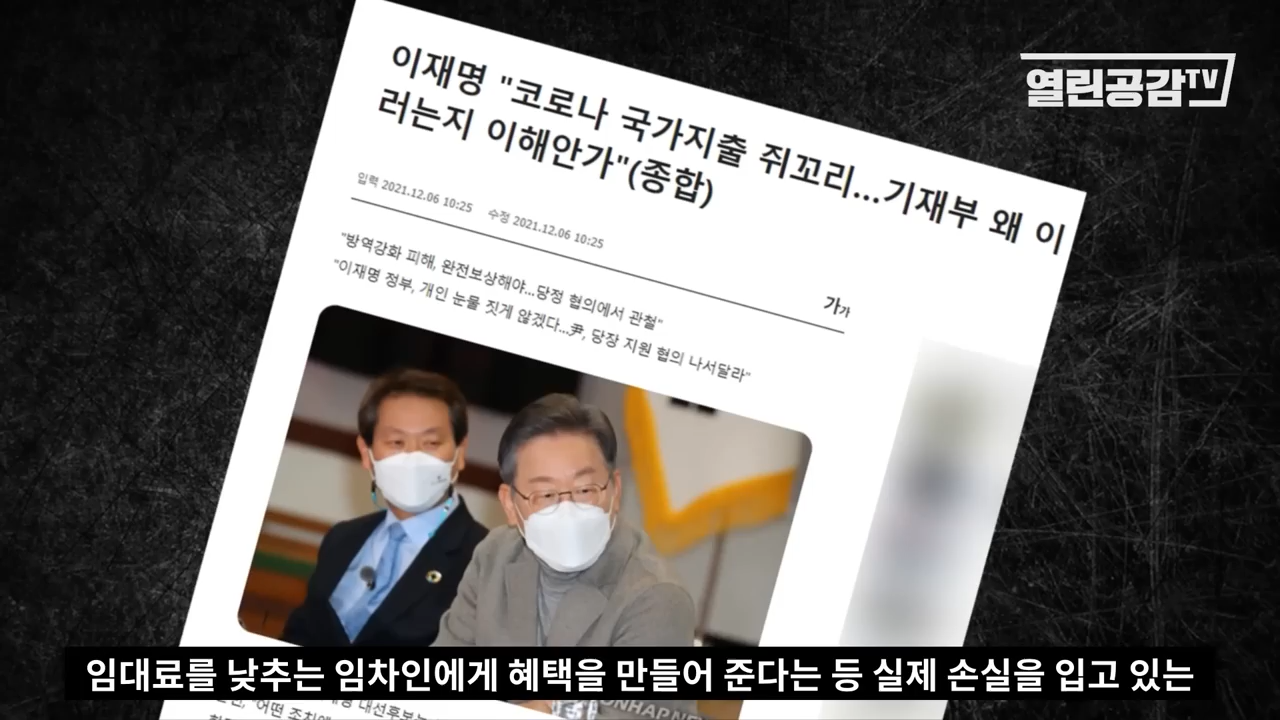 열린공감TV
이재명 "코로나 국가지출 쥐꼬리...기재부 왜 이
러는지 이해안가"(종합)
입력 2021.12.06 10:25 수정 2021.12.06 10:25
가가
"방역강화 피해, 완전보상해야...당정 협의에서 관철"
"이재명 정부, 개인 눈물 짓게 않겠다...尹, 당장 지원 협의 나서달라"
임대료를 낮추는 임차인에게 혜택을 만들어 준다는 등 실제 손실을 입고 있는